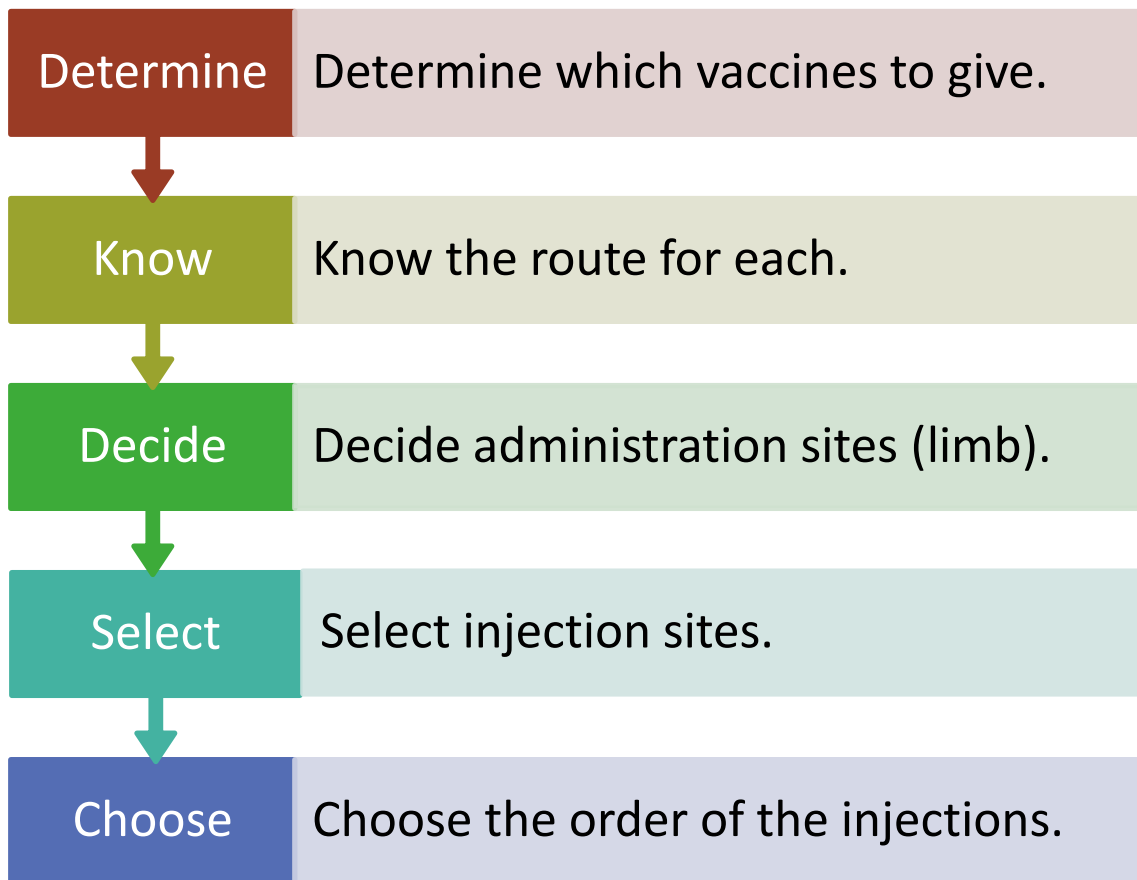 Determine
Determine which vaccines to give.
Know
Know the route for each.
Decide
Decide administration sites (limb).
Select
Select injection sites.
Choose
Choose the order of the injections.